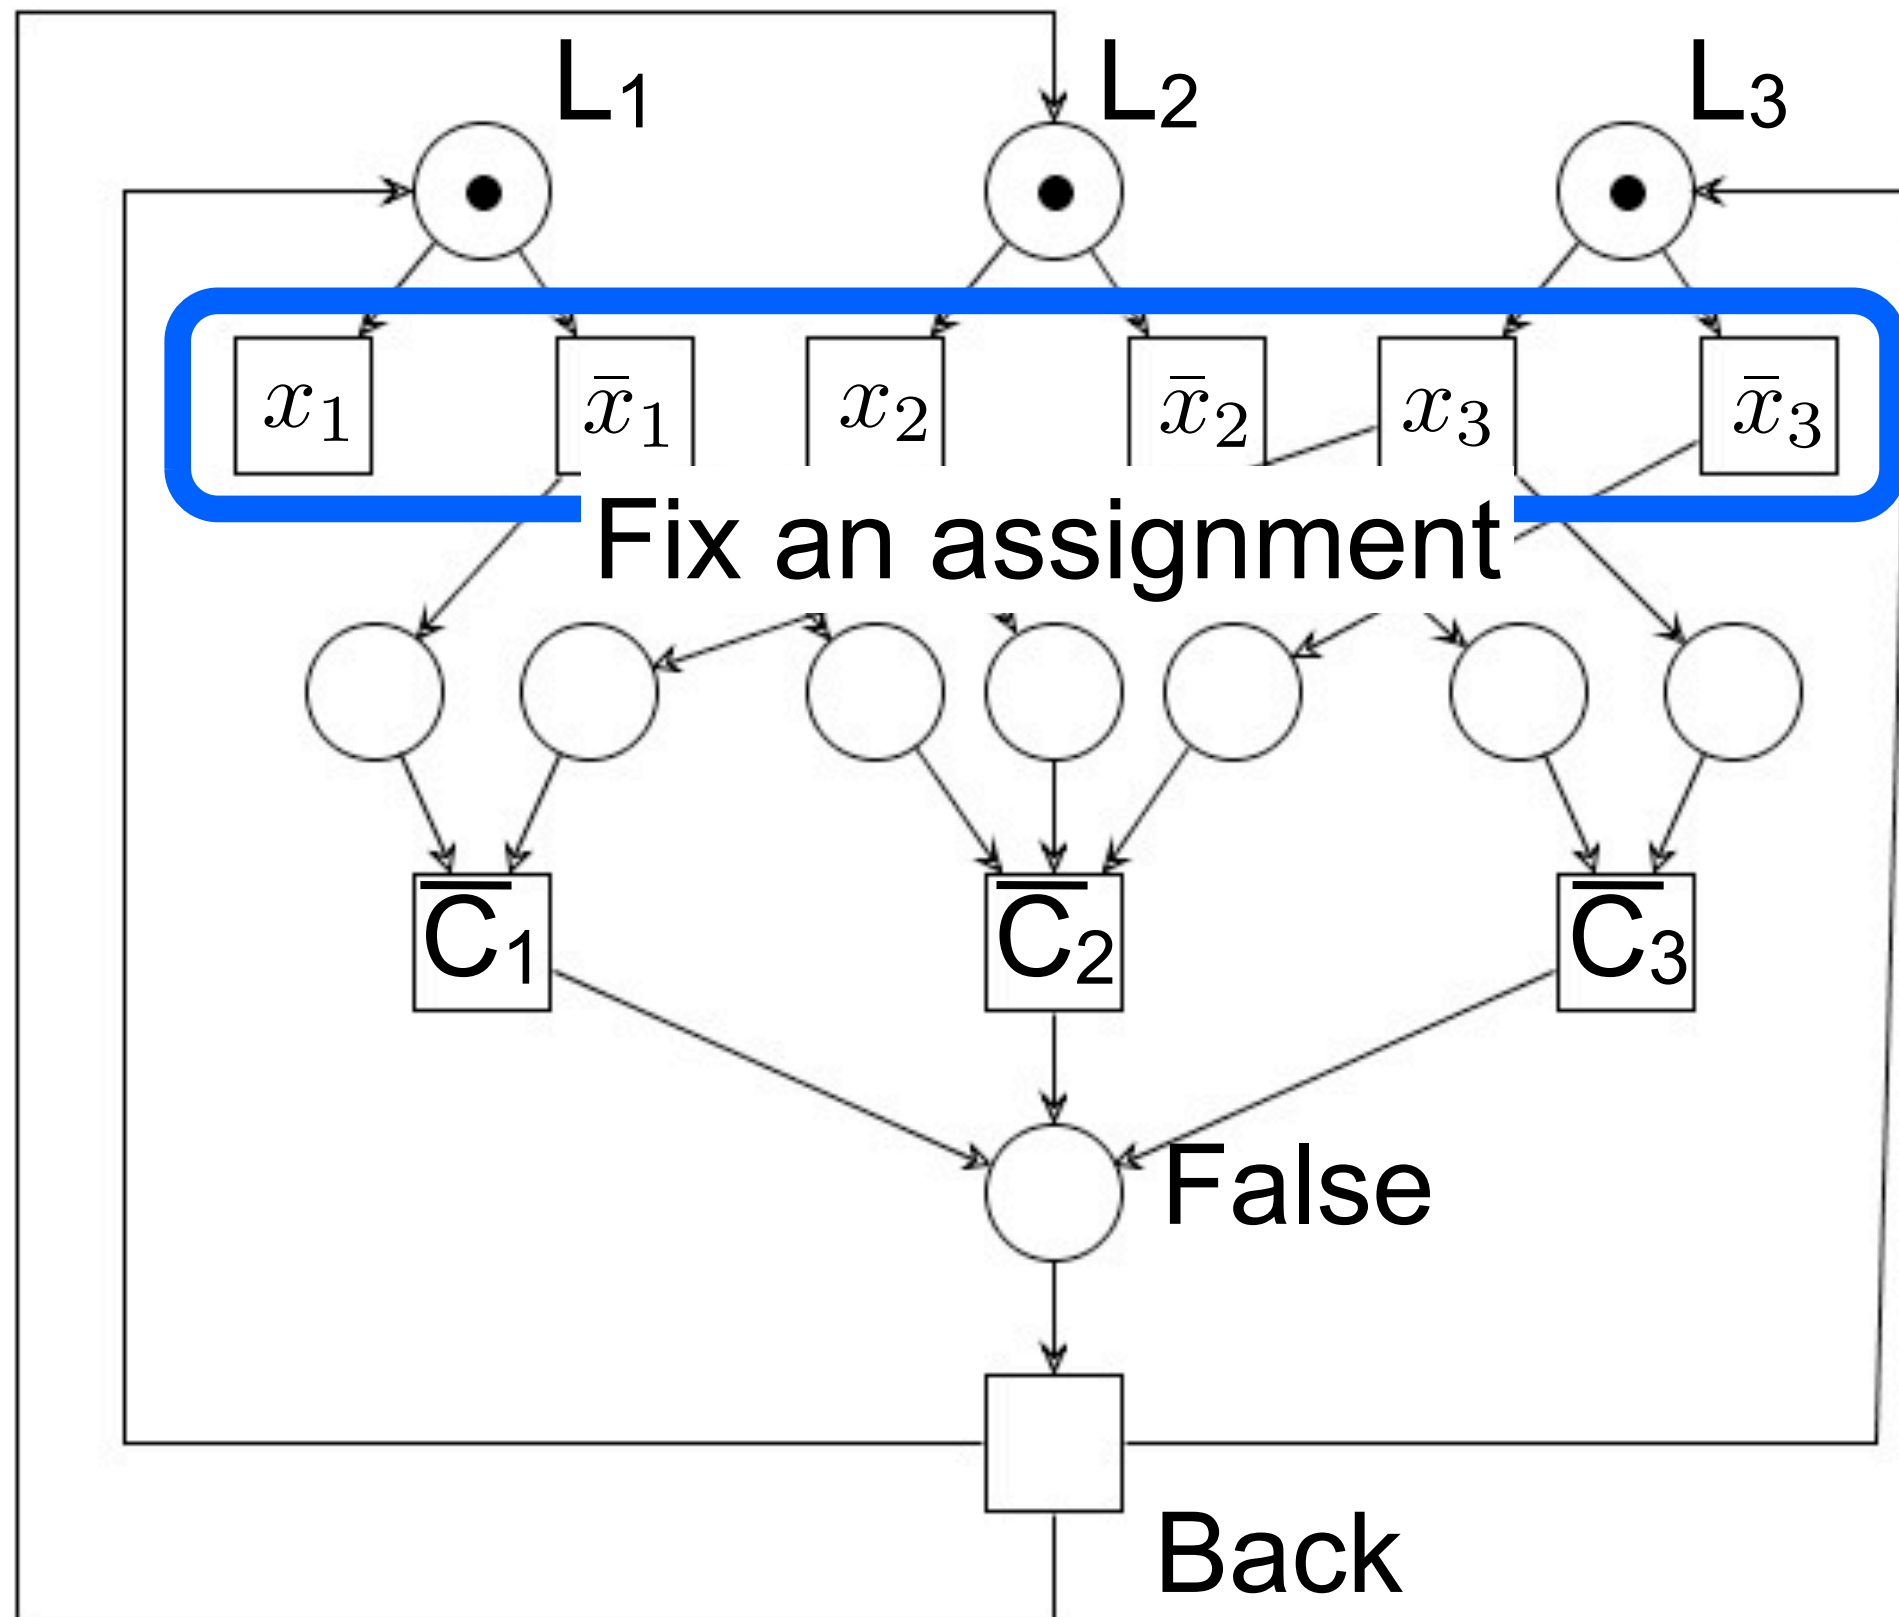 L₁ L₂ L₃
x₁ x̄₁ x₂ x̄₂ x₃ x̄₃
Fix an assignment
C̅₁ C̅₂ C̅₃
False
Back